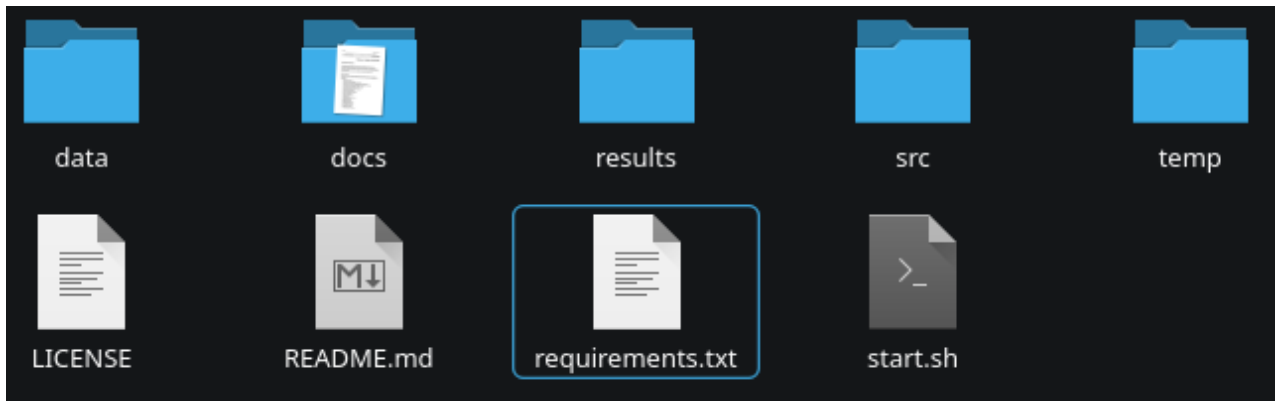 data
docs
results
src
temp
LICENSE
README.md
requirements.txt
start.sh